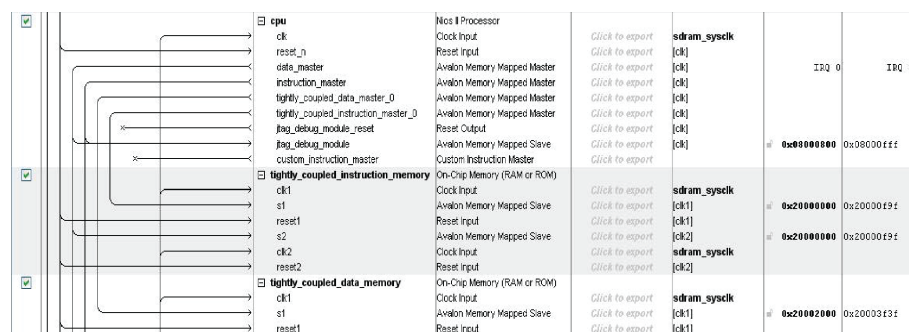 cpu Nios II Processor
clk Clock Input Click to export sdram_sysclk
reset_n Reset Input Click to export [clk]
data_master Avalon Memory Mapped Master Click to export [clk] IRQ 0 IRQ
instruction_master Avalon Memory Mapped Master Click to export [clk]
tightly_coupled_data_master_0 Avalon Memory Mapped Master Click to export [clk]
tightly_coupled_instruction_master_0 Avalon Memory Mapped Master Click to export [clk]
jtag_debug_module_reset Reset Output Click to export [clk]
jtag_debug_module Avalon Memory Mapped Slave Click to export [clk] 0x08000800 0x08000fff
custom_instruction_master Custom Instruction Master Click to export
tightly_coupled_instruction_memory On-Chip Memory (RAM or ROM)
clk1 Clock Input Click to export sdram_sysclk
s1 Avalon Memory Mapped Slave Click to export [clk1] 0x20000000 0x20000f9f
reset1 Reset Input Click to export [clk1]
s2 Avalon Memory Mapped Slave Click to export [clk2] 0x20000000 0x20000f9f
clk2 Clock Input Click to export sdram_sysclk
reset2 Reset Input Click to export [clk2]
tightly_coupled_data_memory On-Chip Memory (RAM or ROM)
clk1 Clock Input Click to export sdram_sysclk
s1 Avalon Memory Mapped Slave Click to export [clk1] 0x20002000 0x20003f3f
reset1 Reset Input Click to export [clk1]